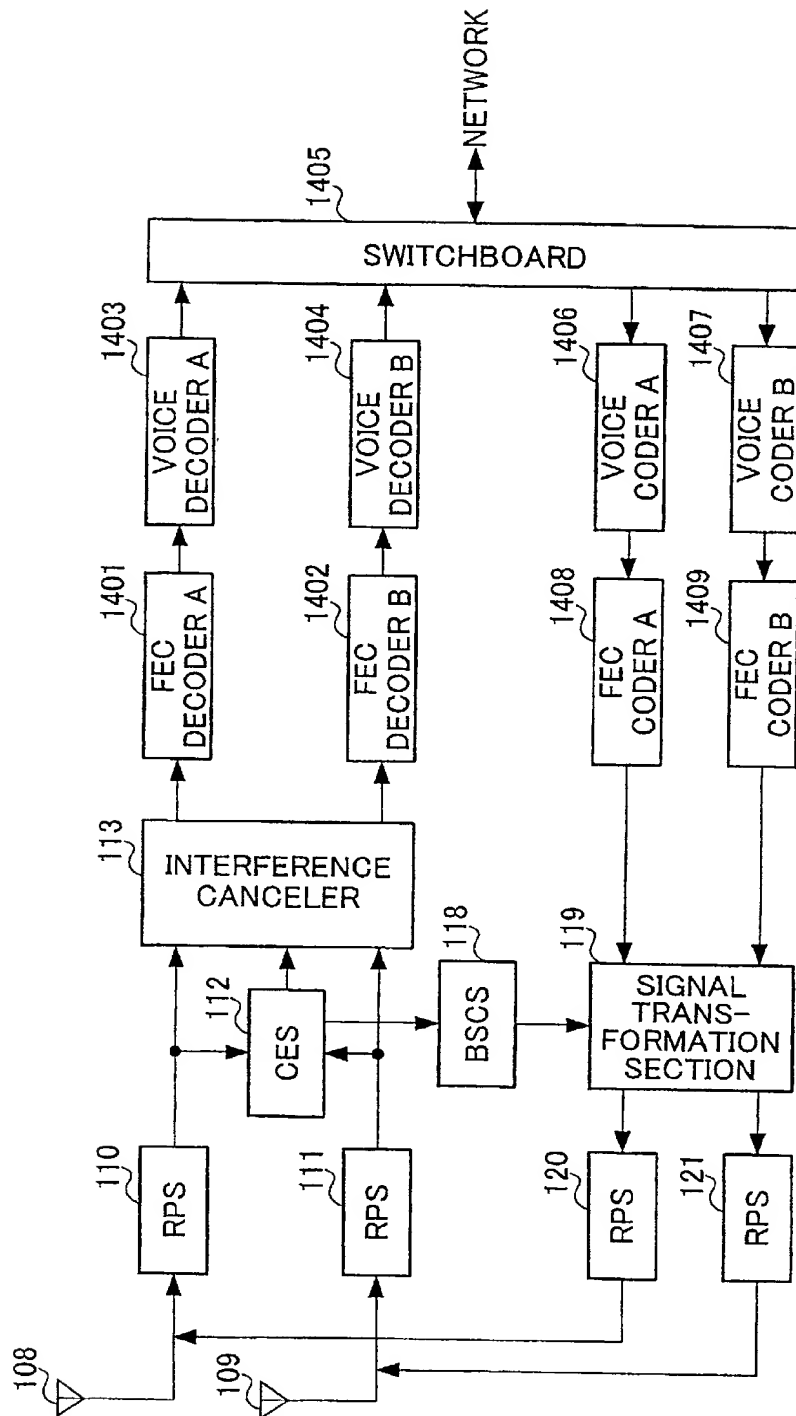 108
109
110
RPS
111
RPS
112
CES
113
INTERFERENCE
CANCELER
1401
FEC
DECODER A
1402
FEC
DECODER B
1403
VOICE
DECODER A
1404
VOICE
DECODER B
1405
SWITCHBOARD
NETWORK
118
BSCS
119
SIGNAL
TRANS-
FORMATION
SECTION
120
RPS
121
RPS
1408
FEC
CODER A
1409
FEC
CODER B
1406
VOICE
CODER A
1407
VOICE
CODER B